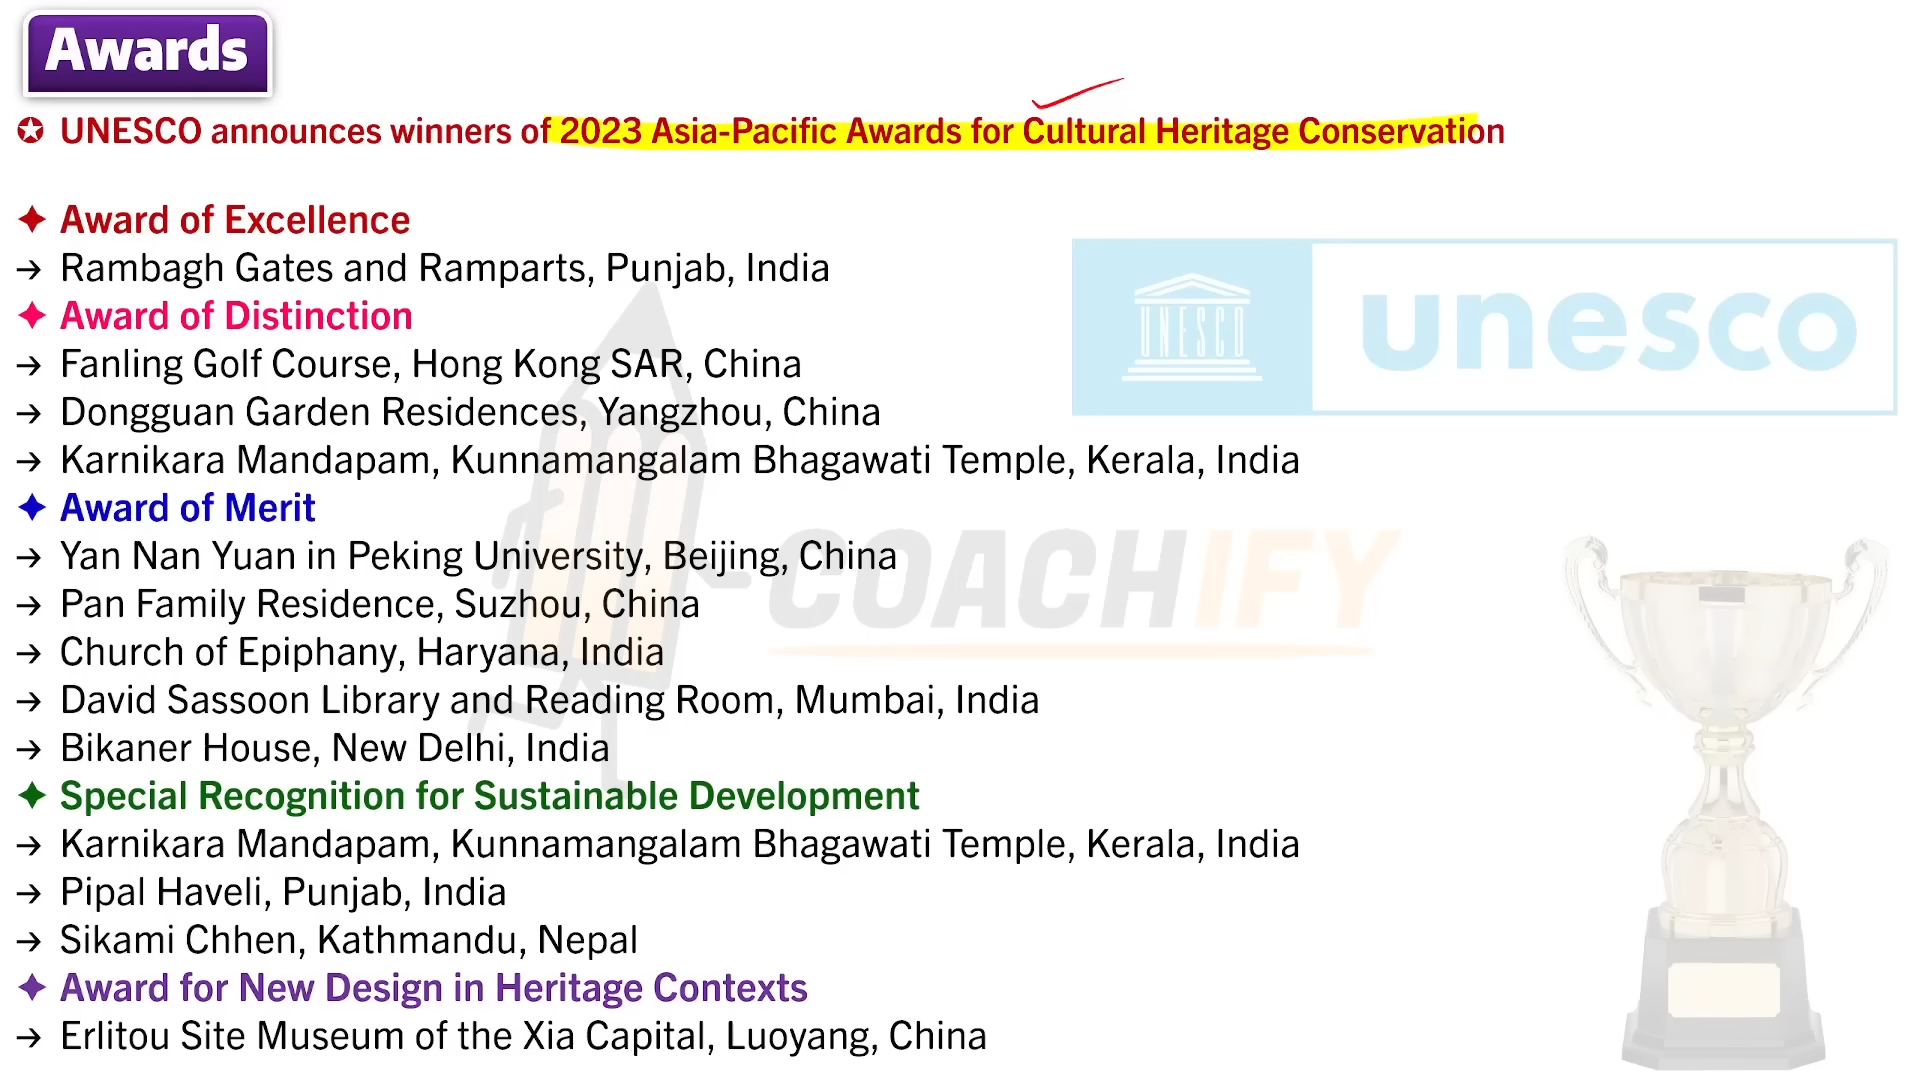 Awards
✪ UNESCO announces winners of 2023 Asia-Pacific Awards for Cultural Heritage Conservation
✦ Award of Excellence
→ Rambagh Gates and Ramparts, Punjab, India
✦ Award of Distinction
→ Fanling Golf Course, Hong Kong SAR, China
→ Dongguan Garden Residences, Yangzhou, China
→ Karnikara Mandapam, Kunnamangalam Bhagawati Temple, Kerala, India
✦ Award of Merit
→ Yan Nan Yuan in Peking University, Beijing, China
→ Pan Family Residence, Suzhou, China
→ Church of Epiphany, Haryana, India
→ David Sassoon Library and Reading Room, Mumbai, India
→ Bikaner House, New Delhi, India
✦ Special Recognition for Sustainable Development
→ Karnikara Mandapam, Kunnamangalam Bhagawati Temple, Kerala, India
→ Pipal Haveli, Punjab, India
→ Sikami Chhen, Kathmandu, Nepal
✦ Award for New Design in Heritage Contexts
→ Erlitou Site Museum of the Xia Capital, Luoyang, China
UNESCO
unesco
COACHIFY